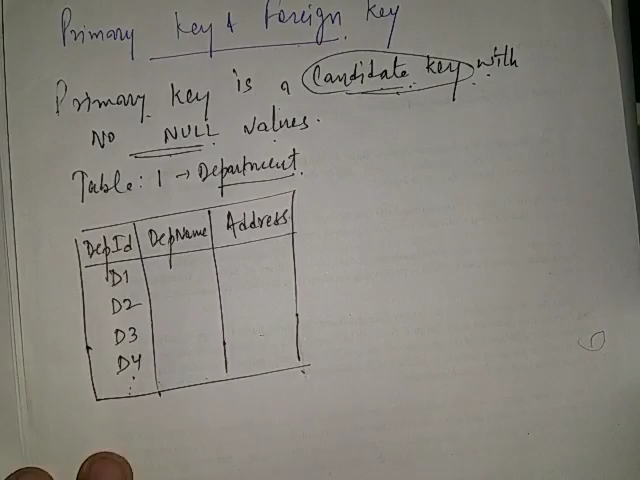 Primary Key & Foreign Key
Primary Key is a Candidate Key with
No NULL Values.
Table: 1 → Department
DepId DepName Address
D1
D2
D3
D4
⋮